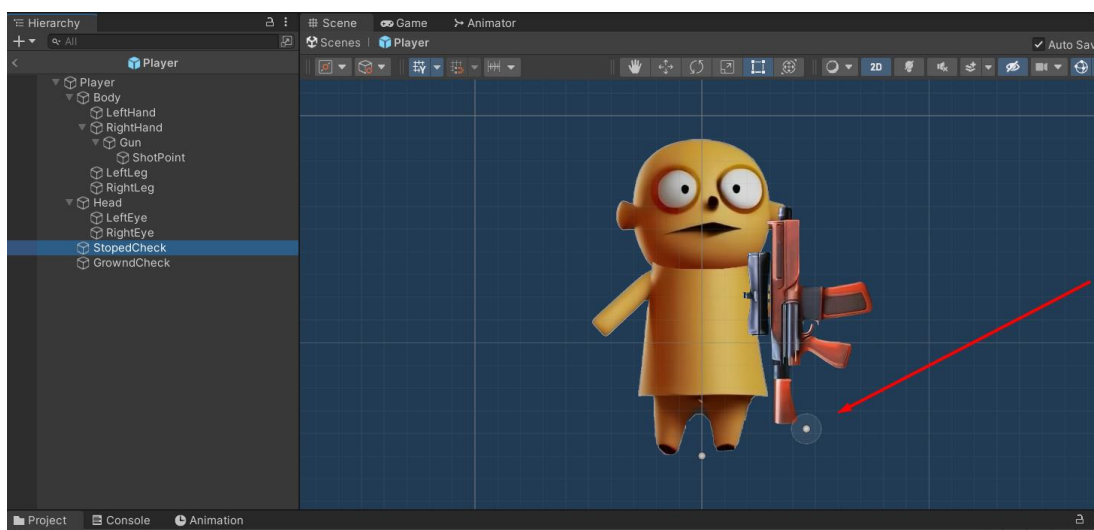 Hierarchy
Scene Game Animator
All
Scenes Player
Auto Sav
Player
2D
Player
Body
LeftHand
RightHand
Gun
ShotPoint
LeftLeg
RightLeg
Head
LeftEye
RightEye
StopedCheck
GrowndCheck
Project Console Animation